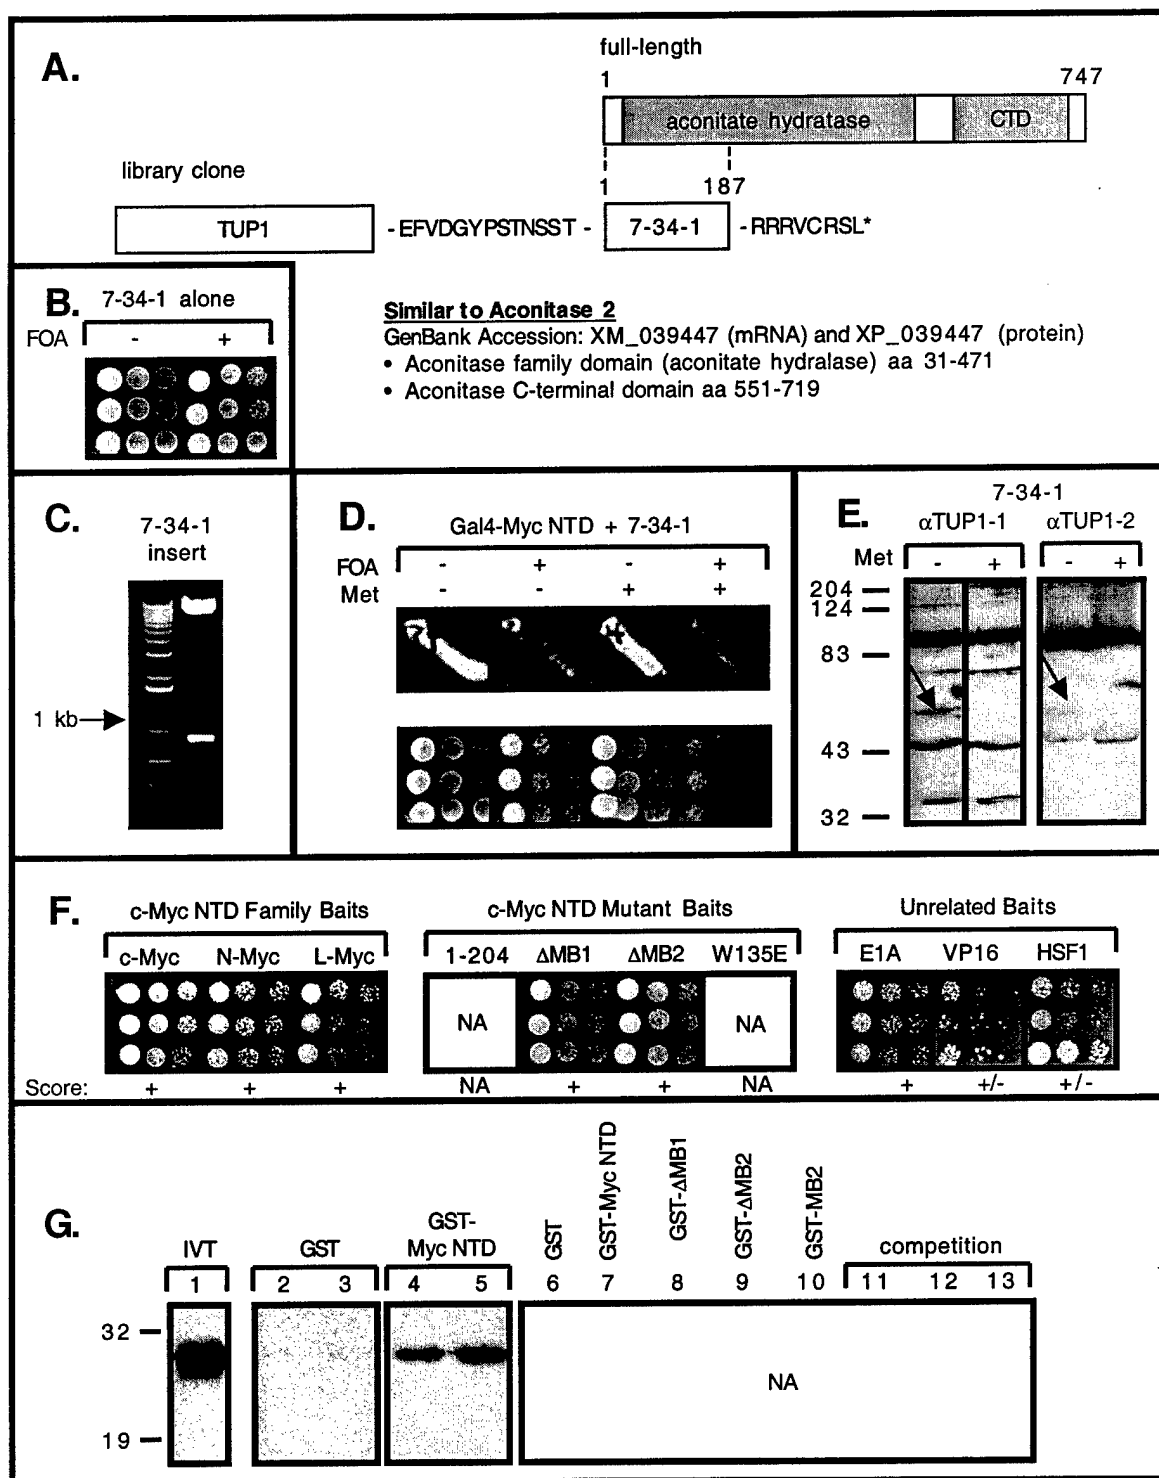 A.
full-length
1 747
aconitate hydratase CTD
library clone
1 187
TUP1 - EFVDGYPSTNSST - 7-34-1 - RRRVCRSL*
B.
7-34-1 alone
FOA - +
Similar to Aconitase 2
GenBank Accession: XM_039447 (mRNA) and XP_039447 (protein)
• Aconitase family domain (aconitate hydralase) aa 31-471
• Aconitase C-terminal domain aa 551-719
C.
7-34-1
insert
1 kb
D.
Gal4-Myc NTD + 7-34-1
FOA - + - +
Met - - + +
E.
7-34-1
αTUP1-1 αTUP1-2
Met - + - +
204
124
83
43
32
F.
c-Myc NTD Family Baits c-Myc NTD Mutant Baits Unrelated Baits
c-Myc N-Myc L-Myc 1-204 ΔMB1 ΔMB2 W135E E1A VP16 HSF1
NA NA
Score: + + + NA + + NA + +/- +/-
G.
IVT GST GST-
Myc NTD
GST GST-Myc NTD GST-ΔMB1 GST-ΔMB2 GST-MB2 competition
1 2 3 4 5 6 7 8 9 10 11 12 13
32
NA
19